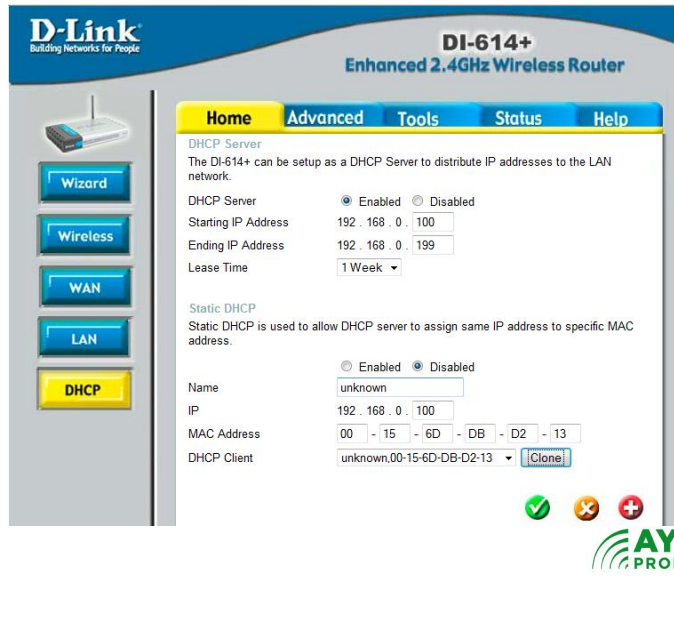 D-Link
Building Networks for People
DI-614+
Enhanced 2.4GHz Wireless Router
Home Advanced Tools Status Help
Wizard
Wireless
WAN
LAN
DHCP
DHCP Server
The DI-614+ can be setup as a DHCP Server to distribute IP addresses to the LAN
network.
DHCP Server Enabled Disabled
Starting IP Address 192 . 168 . 0 . 100
Ending IP Address 192 . 168 . 0 . 199
Lease Time 1 Week
Static DHCP
Static DHCP is used to allow DHCP server to assign same IP address to specific MAC
address.
Enabled Disabled
Name unknown
IP 192 . 168 . 0 . 100
MAC Address 00 - 15 - 6D - DB - D2 - 13
DHCP Client unknown,00-15-6D-DB-D2-13 Clone